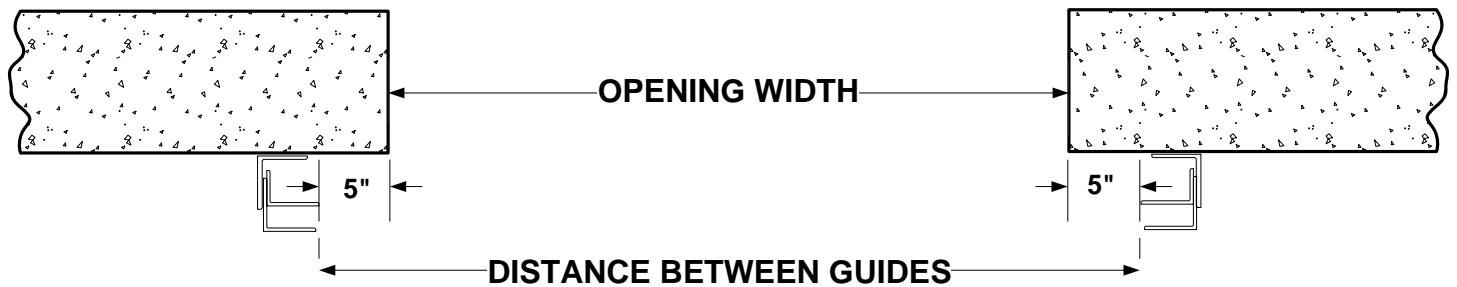 OPENING WIDTH
5"
5"
DISTANCE BETWEEN GUIDES